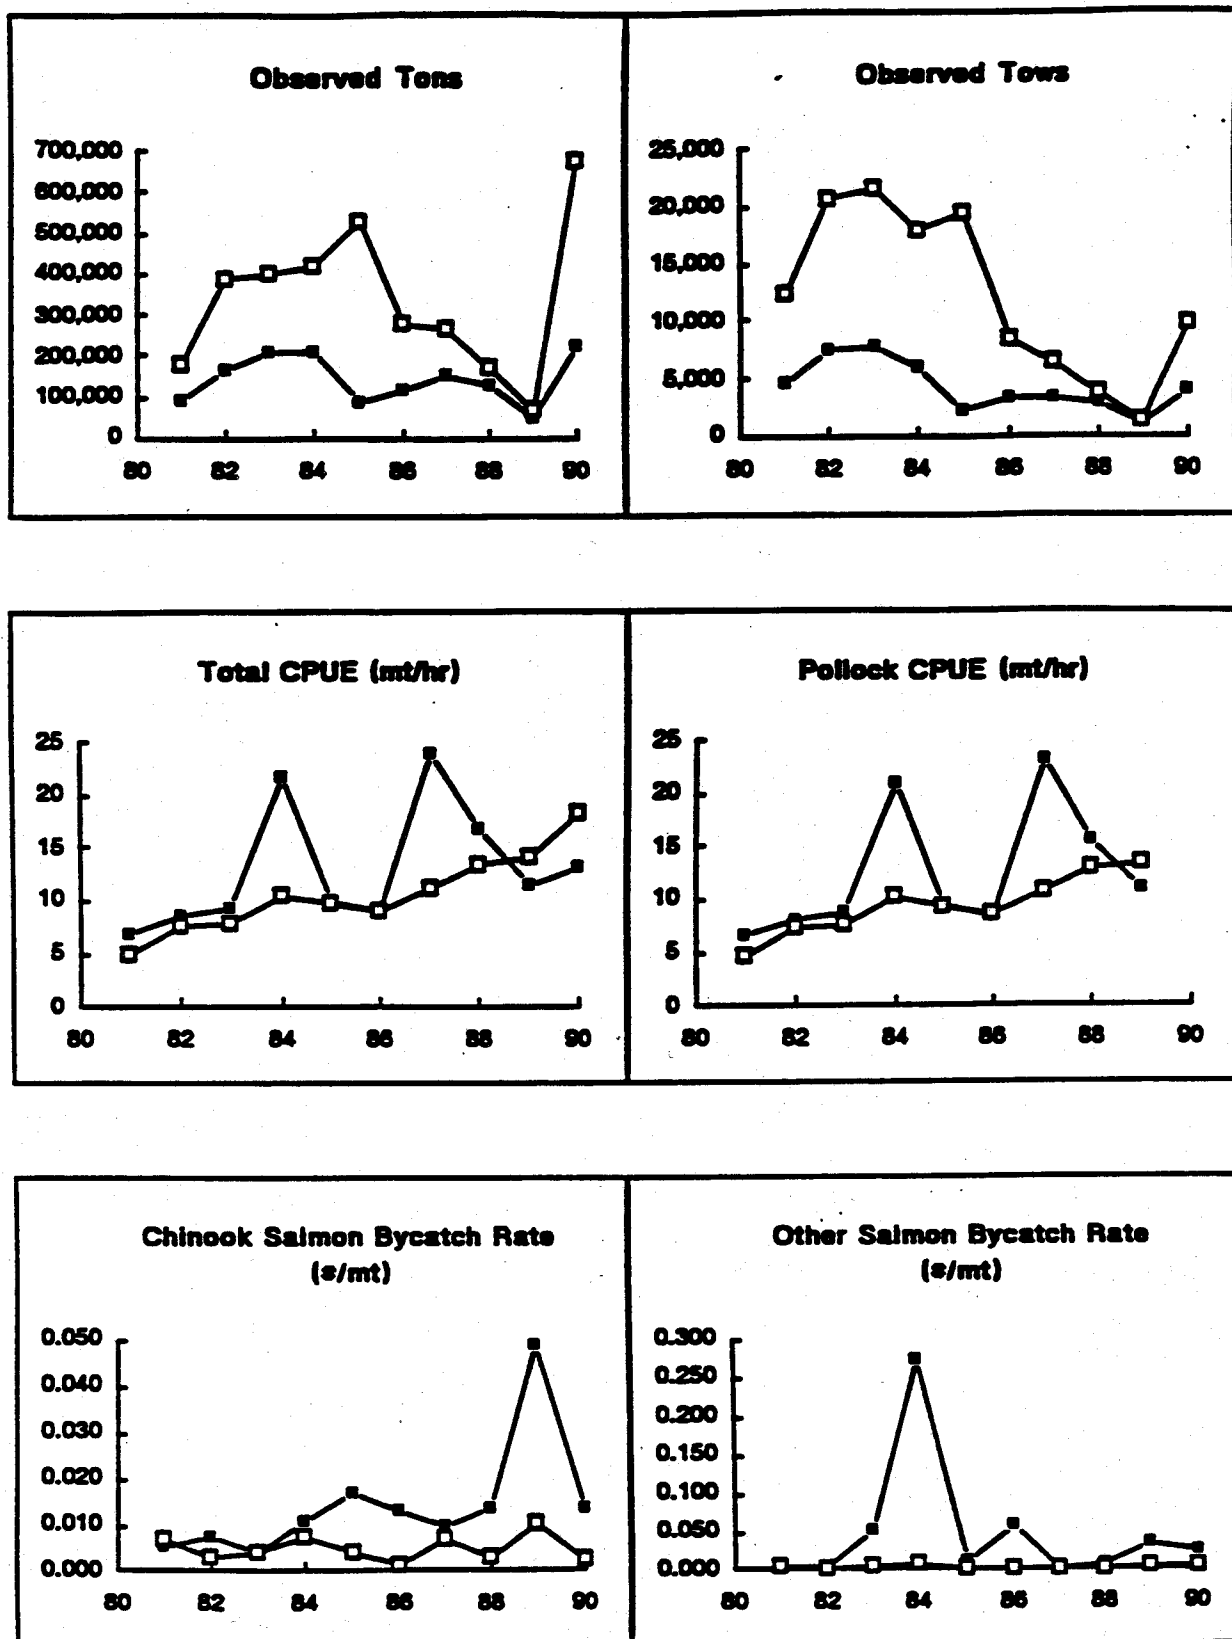 Observed Tons
700,000
600,000
500,000
400,000
300,000
200,000
100,000
0
80 82 84 86 88 90
Observed Tows
25,000
20,000
15,000
10,000
5,000
0
80 82 84 86 88 90
Total CPUE (mt/hr)
25
20
15
10
5
0
80 82 84 86 88 90
Pollock CPUE (mt/hr)
25
20
15
10
5
0
80 82 84 86 88 90
Chinook Salmon Bycatch Rate
(#/mt)
0.050
0.040
0.030
0.020
0.010
0.000
80 82 84 86 88 90
Other Salmon Bycatch Rate
(#/mt)
0.300
0.250
0.200
0.150
0.100
0.050
0.000
80 82 84 86 88 90